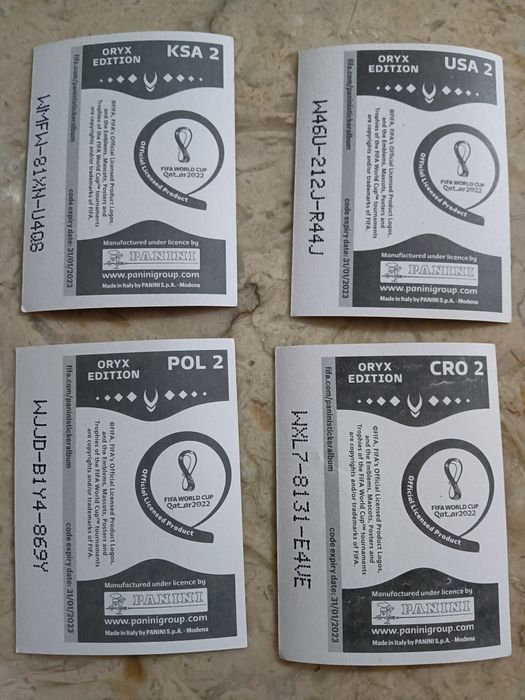 ORYX
EDITION
KSA 2
©FIFA, FIFA's Official Licensed Product Logos,
and the Emblems, Mascots, Posters and
Trophies of the FIFA World Cup™ tournaments
are copyrights and/or trademarks of FIFA.
FIFA WORLD CUP
Qatar2022
Official Licensed Product
fifa.com/paninistickeralbum
code expiry date: 31/01/2023
Manufactured under licence by
PANINI
www.paninigroup.com
Made in Italy by PANINI S.p.A. - Modena
ORYX
EDITION
USA 2
©FIFA, FIFA's Official Licensed Product Logos,
and the Emblems, Mascots, Posters and
Trophies of the FIFA World Cup™ tournaments
are copyrights and/or trademarks of FIFA.
FIFA WORLD CUP
Qatar2022
Official Licensed Product
fifa.com/paninistickeralbum
code expiry date: 31/01/2023
W46U-212J-R44J
Manufactured under licence by
PANINI
www.paninigroup.com
Made in Italy by PANINI S.p.A. - Modena
ORYX
EDITION
POL 2
©FIFA, FIFA's Official Licensed Product Logos,
and the Emblems, Mascots, Posters and
Trophies of the FIFA World Cup™ tournaments
are copyrights and/or trademarks of FIFA.
FIFA WORLD CUP
Qatar2022
Official Licensed Product
fifa.com/paninistickeralbum
code expiry date: 31/01/2023
WJJD-B1Y4-869Y
Manufactured under licence by
PANINI
www.paninigroup.com
Made in Italy by PANINI S.p.A. - Modena
ORYX
EDITION
CRO 2
©FIFA, FIFA's Official Licensed Product Logos,
and the Emblems, Mascots, Posters and
Trophies of the FIFA World Cup™ tournaments
are copyrights and/or trademarks of FIFA.
FIFA WORLD CUP
Qatar2022
Official Licensed Product
fifa.com/paninistickeralbum
code expiry date: 31/01/2023
WXL7-8131-E4VE
Manufactured under licence by
PANINI
www.paninigroup.com
Made in Italy by PANINI S.p.A. - Modena